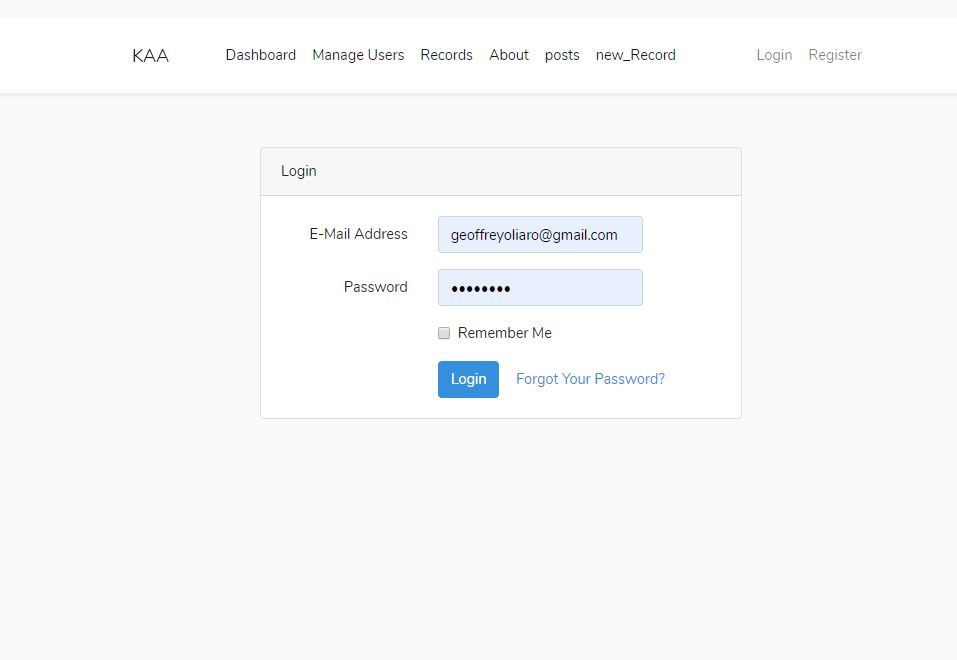 KAA Dashboard Manage Users Records About posts new_Record Login Register
Login
E-Mail Address geoffreyoliaro@gmail.com
Password ••••••••
Remember Me
Login Forgot Your Password?